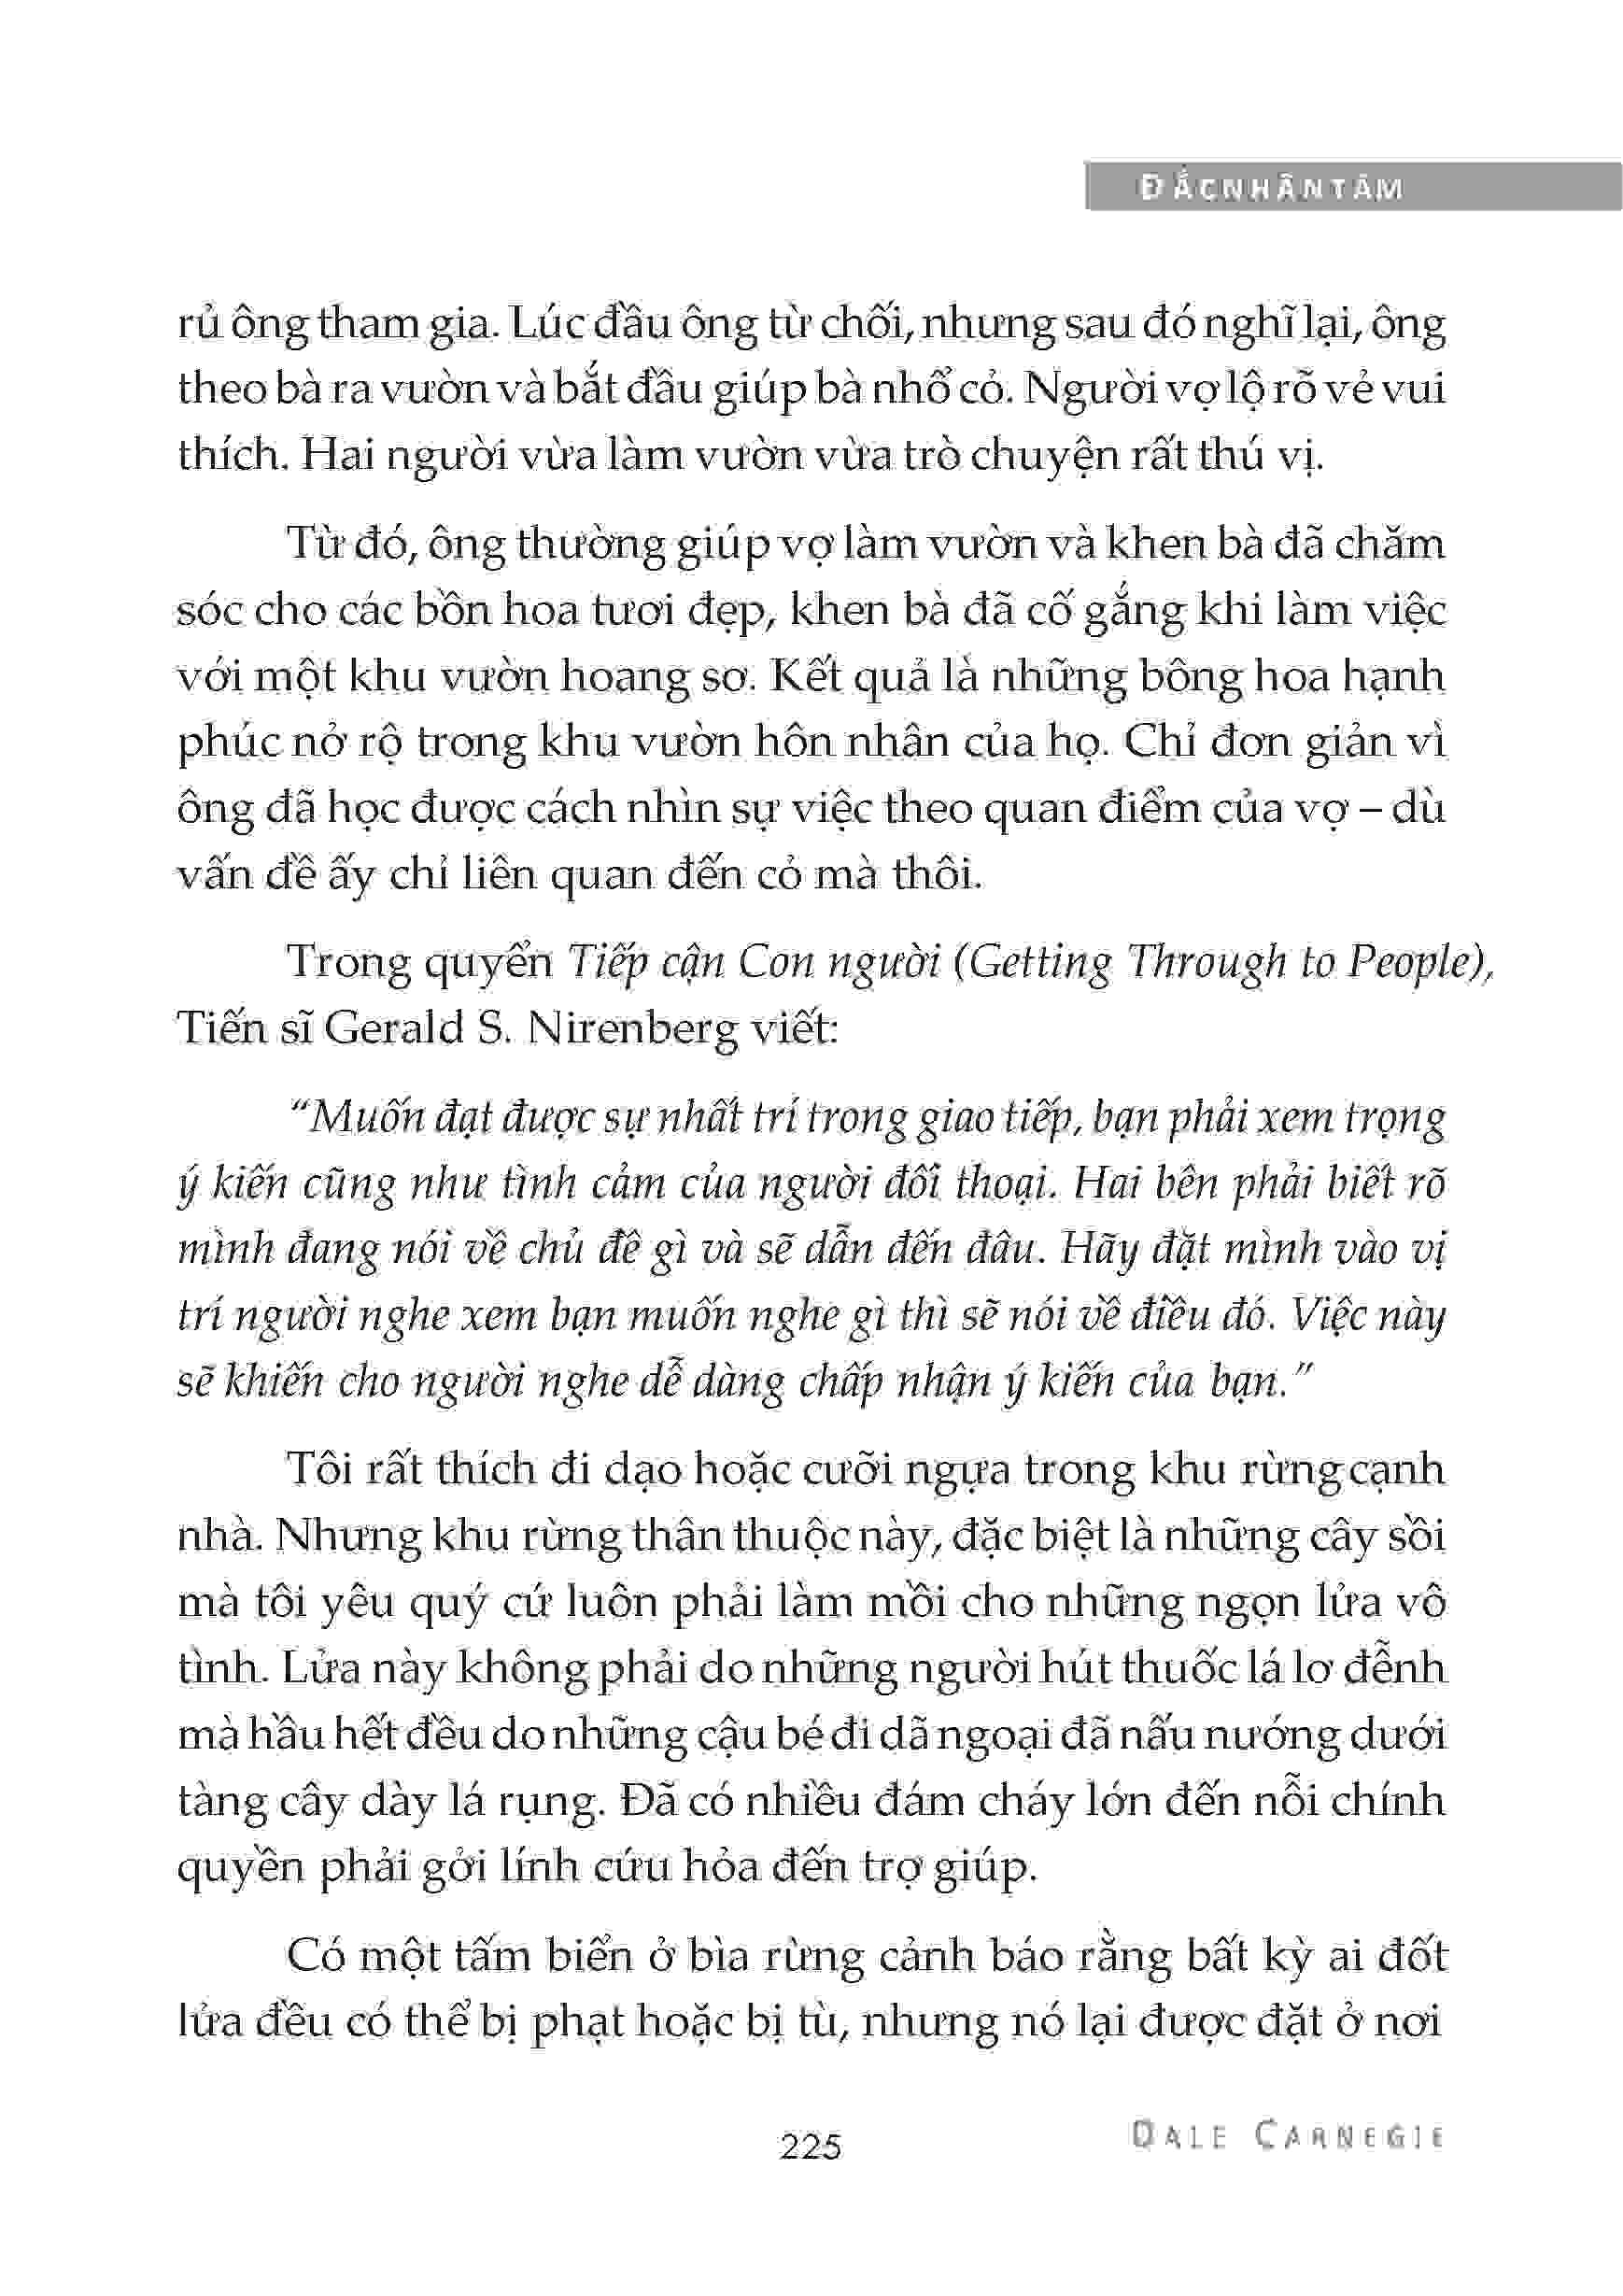 ĐẮCNHÂNTÂM
rủ ông tham gia. Lúc đầu ông từ chối, nhưng sau đó nghĩ lại, ông
theo bà ra vườn và bắt đầu giúp bà nhổ cỏ. Người vợ lộ rõ vẻ vui
thích. Hai người vừa làm vườn vừa trò chuyện rất thú vị.
Từ đó, ông thường giúp vợ làm vườn và khen bà đã chăm
sóc cho các bồn hoa tươi đẹp, khen bà đã cố gắng khi làm việc
với một khu vườn hoang sơ. Kết quả là những bông hoa hạnh
phúc nở rộ trong khu vườn hôn nhân của họ. Chỉ đơn giản vì
ông đã học được cách nhìn sự việc theo quan điểm của vợ – dù
vấn đề ấy chỉ liên quan đến cỏ mà thôi.
Trong quyển Tiếp cận Con người (Getting Through to People),
Tiến sĩ Gerald S. Nirenberg viết:
“Muốn đạt được sự nhất trí trong giao tiếp, bạn phải xem trọng
ý kiến cũng như tình cảm của người đối thoại. Hai bên phải biết rõ
mình đang nói về chủ đề gì và sẽ dẫn đến đâu. Hãy đặt mình vào vị
trí người nghe xem bạn muốn nghe gì thì sẽ nói về điều đó. Việc này
sẽ khiến cho người nghe dễ dàng chấp nhận ý kiến của bạn.”
Tôi rất thích đi dạo hoặc cưỡi ngựa trong khu rừng cạnh
nhà. Nhưng khu rừng thân thuộc này, đặc biệt là những cây sồi
mà tôi yêu quý cứ luôn phải làm mồi cho những ngọn lửa vô
tình. Lửa này không phải do những người hút thuốc lá lơ đễnh
mà hầu hết đều do những cậu bé đi dã ngoại đã nấu nướng dưới
tàng cây dày lá rụng. Đã có nhiều đám cháy lớn đến nỗi chính
quyền phải gởi lính cứu hỏa đến trợ giúp.
Có một tấm biển ở bìa rừng cảnh báo rằng bất kỳ ai đốt
lửa đều có thể bị phạt hoặc bị tù, nhưng nó lại được đặt ở nơi
225
DALE CARNEGIE